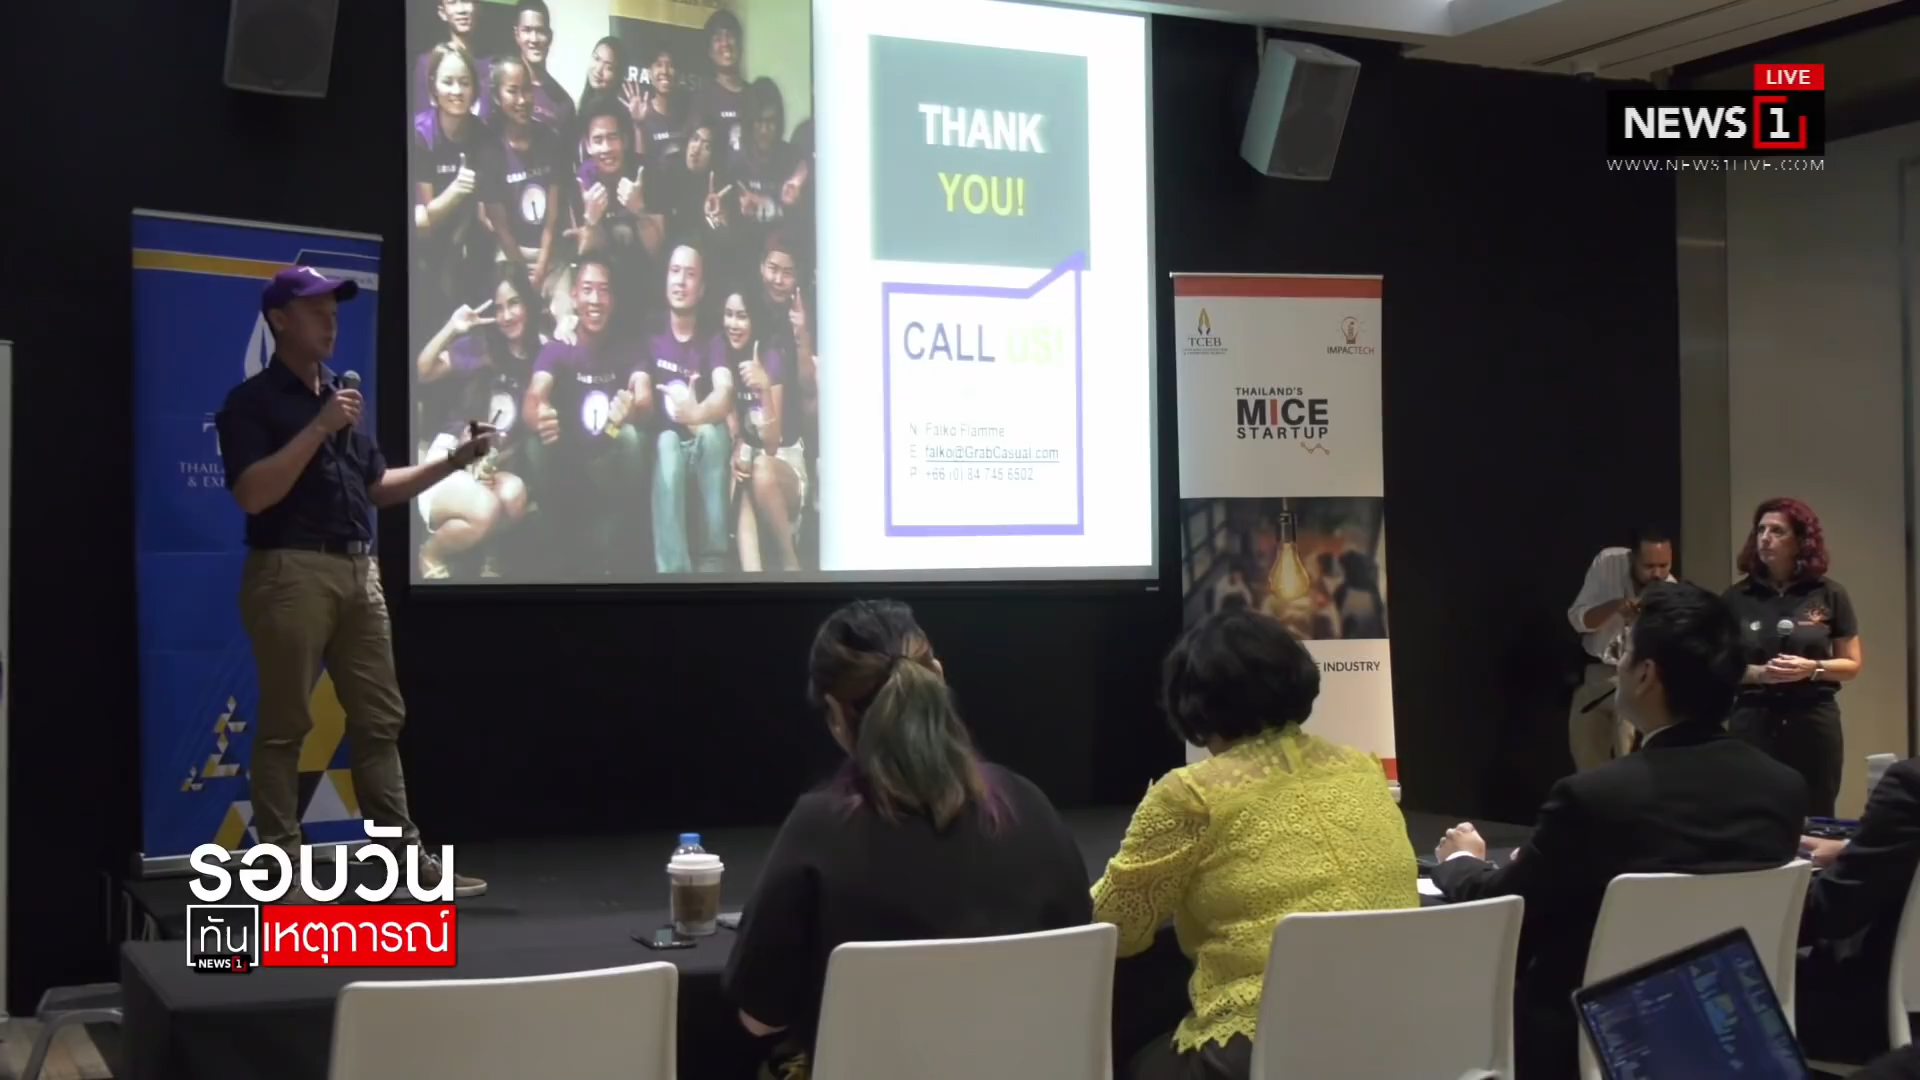 LIVE
NEWS 1
WWW.NEWS1LIVE.COM
THANK
YOU!
CALL US!
N: Falko Flamme
E: falko@GrabCasual.com
P: +66 (0) 84 745 6502
TCEB
IMPACTECH
THAILAND'S
MICE
STARTUP
INDUSTRY
THAIL
& EX
รอบวัน
ทัน เหตุการณ์
NEWS 1